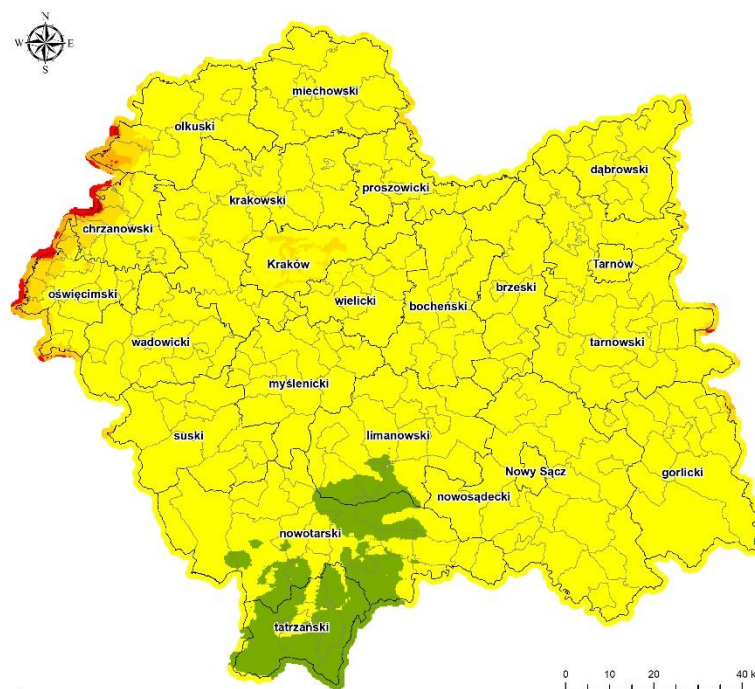 N
W E
S
miechowski
olkuski
dąbrowski
proszowicki
krakowski
chrzanowski
Kraków
Tarnów
brzeski
oświęcimski
wielicki
bocheński
wadowicki
tarnowski
myślenicki
suski
limanowski
Nowy Sącz
gorlicki
nowosądecki
nowotarski
tatrzański
0 10 20 40 k